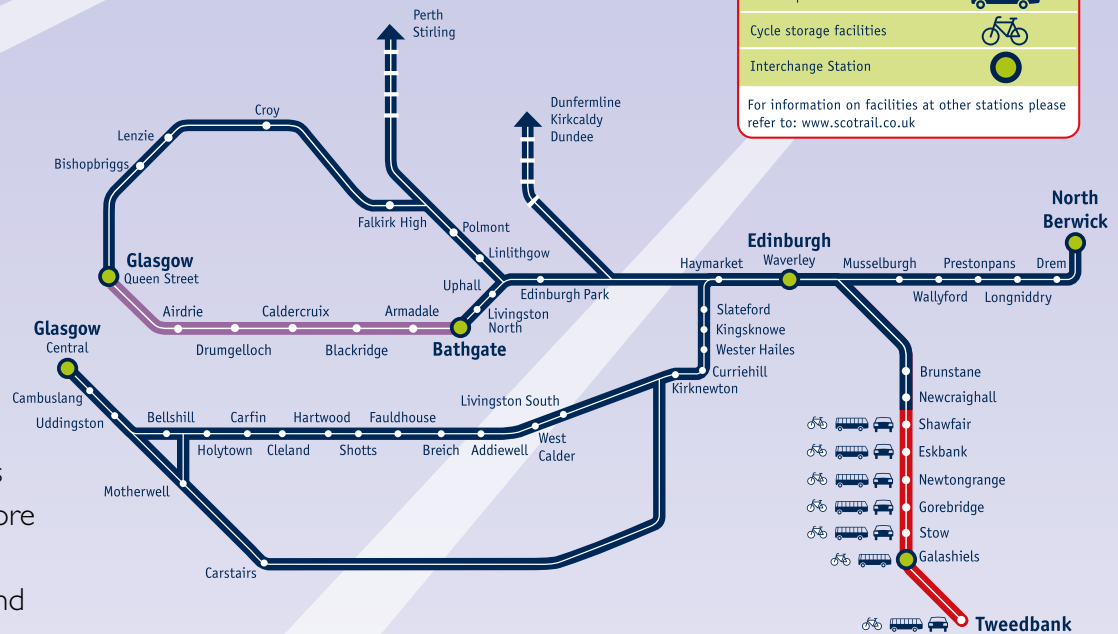 Cycle storage facilities
Interchange Station
For information on facilities at other stations please
refer to: www.scotrail.co.uk
Perth
Stirling
Dunfermline
Kirkcaldy
Dundee
Croy
Lenzie
Bishopbriggs
Falkirk High
Polmont
Linlithgow
Glasgow
Queen Street
Uphall
Livingston
North
Edinburgh Park
Haymarket
Edinburgh
Waverley
Musselburgh
Wallyford
Prestonpans
Longniddry
Drem
North
Berwick
Airdrie
Drumgelloch
Caldercruix
Blackridge
Armadale
Bathgate
Glasgow
Central
Cambuslang
Uddingston
Bellshill
Holytown
Carfin
Cleland
Hartwood
Shotts
Fauldhouse
Breich
Addiewell
West
Calder
Livingston South
Kirknewton
Curriehill
Wester Hailes
Kingsknowe
Slateford
Motherwell
Carstairs
Brunstane
Newcraighall
Shawfair
Eskbank
Newtongrange
Gorebridge
Stow
Galashiels
Tweedbank